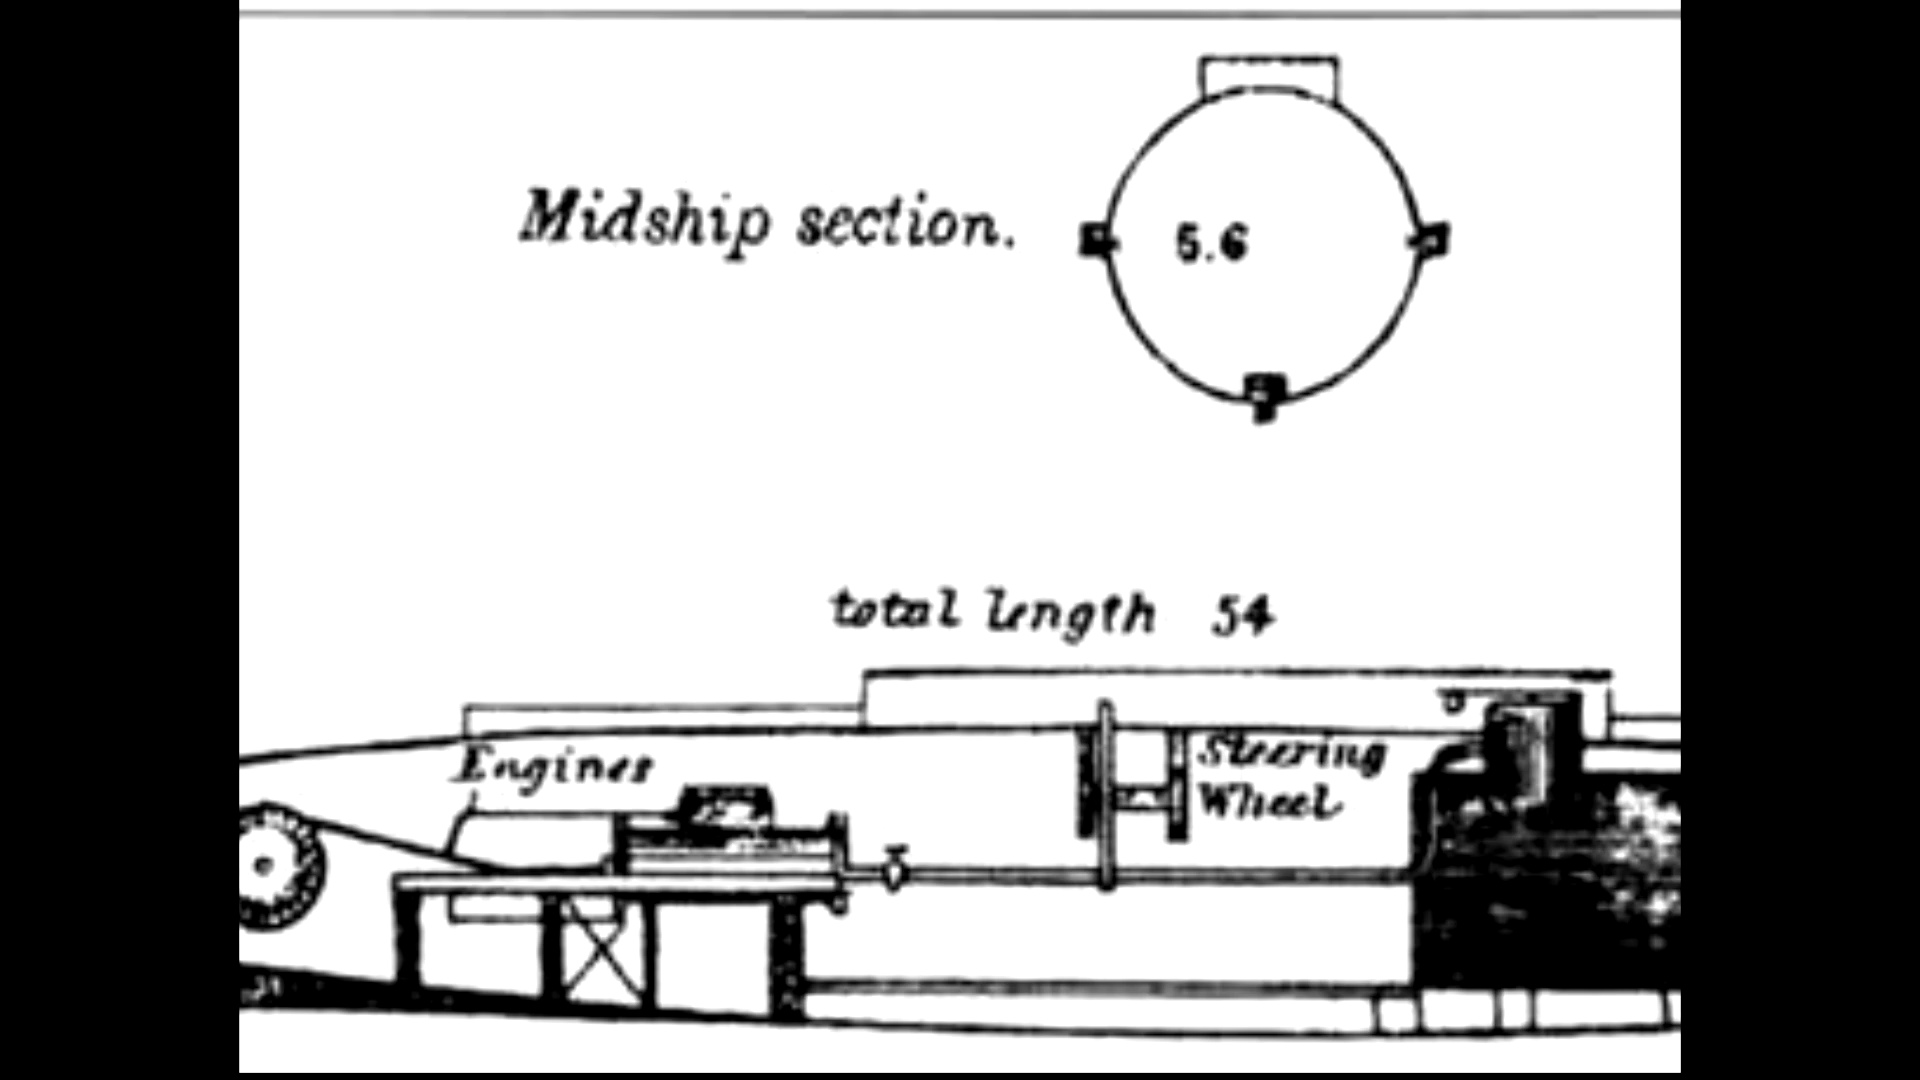 Midship section.
5.6
total length 54
Engines
Steering
Wheel